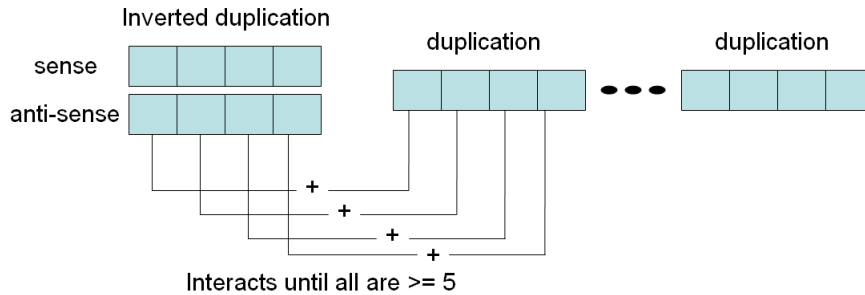 Inverted duplication
duplication
duplication
sense
anti-sense
+
+
+
+
Interacts until all are >= 5